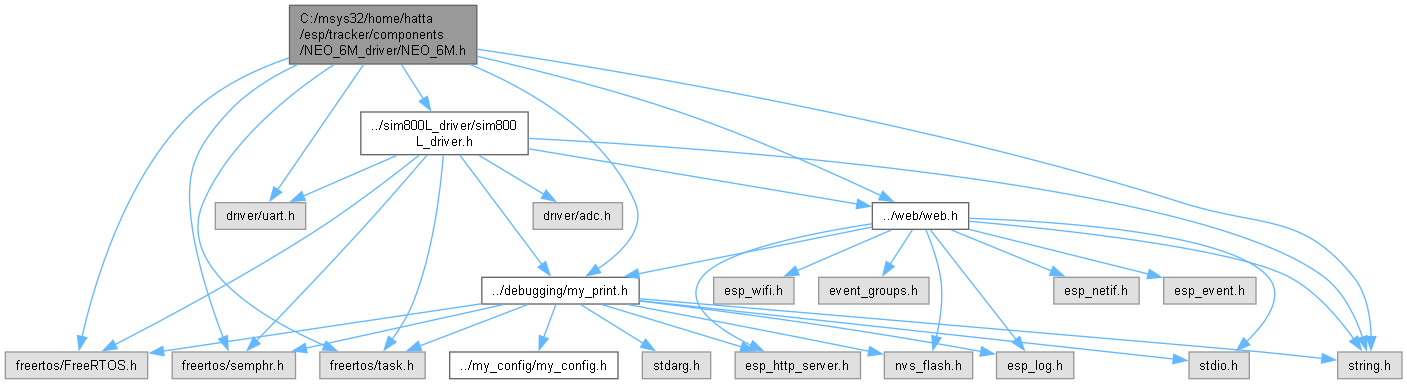 C:/msys32/home/hatta
/esp/tracker/components
/NEO_6M_driver/NEO_6M.h
../sim800L_driver/sim800
L_driver.h
driver/uart.h
driver/adc.h
../web/web.h
../debugging/my_print.h
esp_wifi.h
event_groups.h
esp_netif.h
esp_event.h
freertos/FreeRTOS.h
freertos/semphr.h
freertos/task.h
../my_config/my_config.h
stdarg.h
esp_http_server.h
nvs_flash.h
esp_log.h
stdio.h
string.h